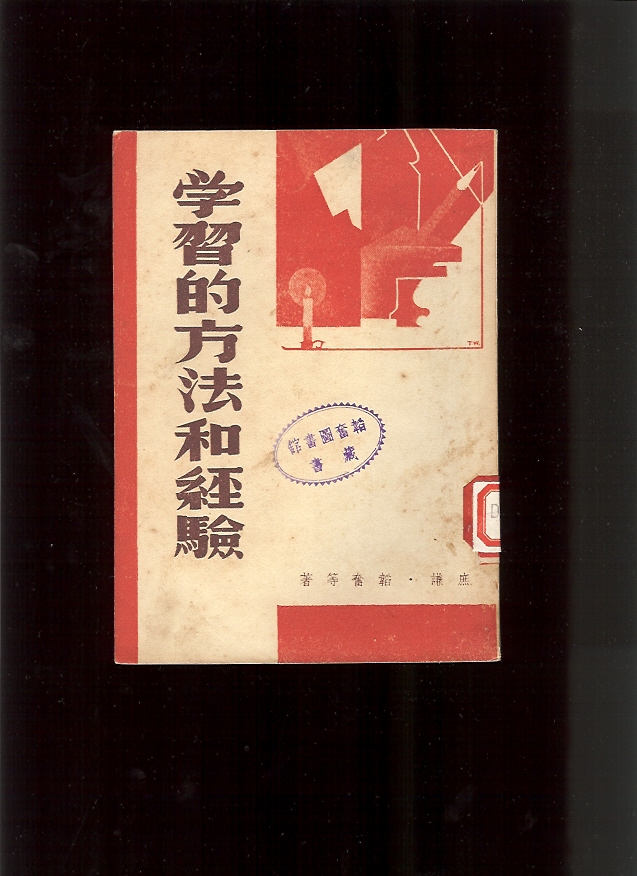 学習的方法和經驗
T.W.
韜奮圖書館
藏書
D
庶謙・韜奮等著